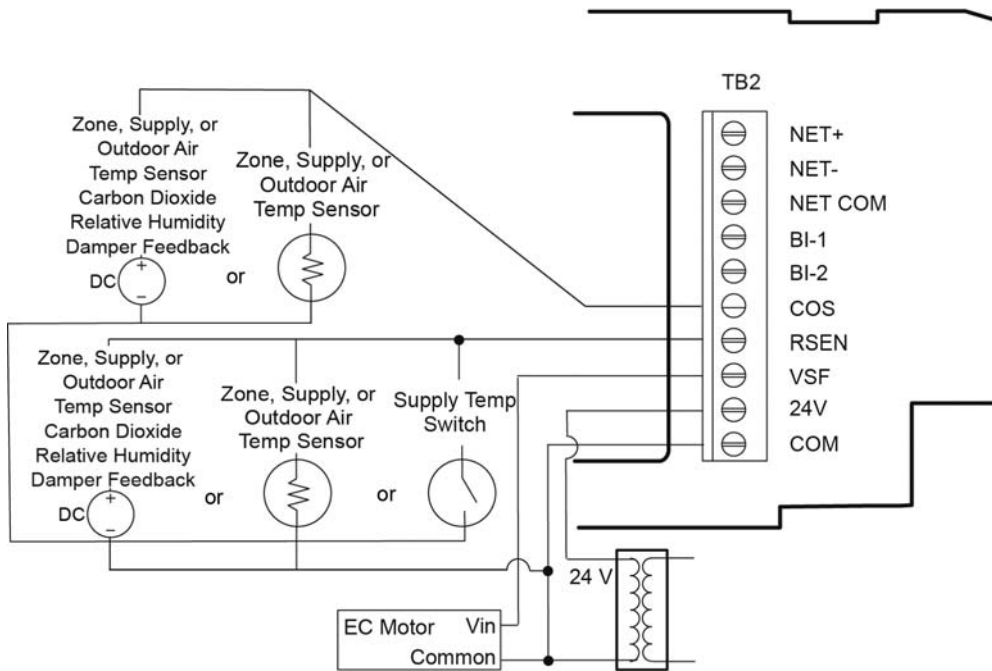 TB2
NET+
NET-
NET COM
BI-1
BI-2
COS
RSEN
VSF
24V
COM
Zone, Supply, or
Outdoor Air
Temp Sensor
Carbon Dioxide
Relative Humidity
Damper Feedback
DC
+
−
or
Zone, Supply, or
Outdoor Air
Temp Sensor
Zone, Supply, or
Outdoor Air
Temp Sensor
Carbon Dioxide
Relative Humidity
Damper Feedback
DC
+
−
or
Zone, Supply, or
Outdoor Air
Temp Sensor
or
Supply Temp
Switch
24 V
EC Motor Vin
Common